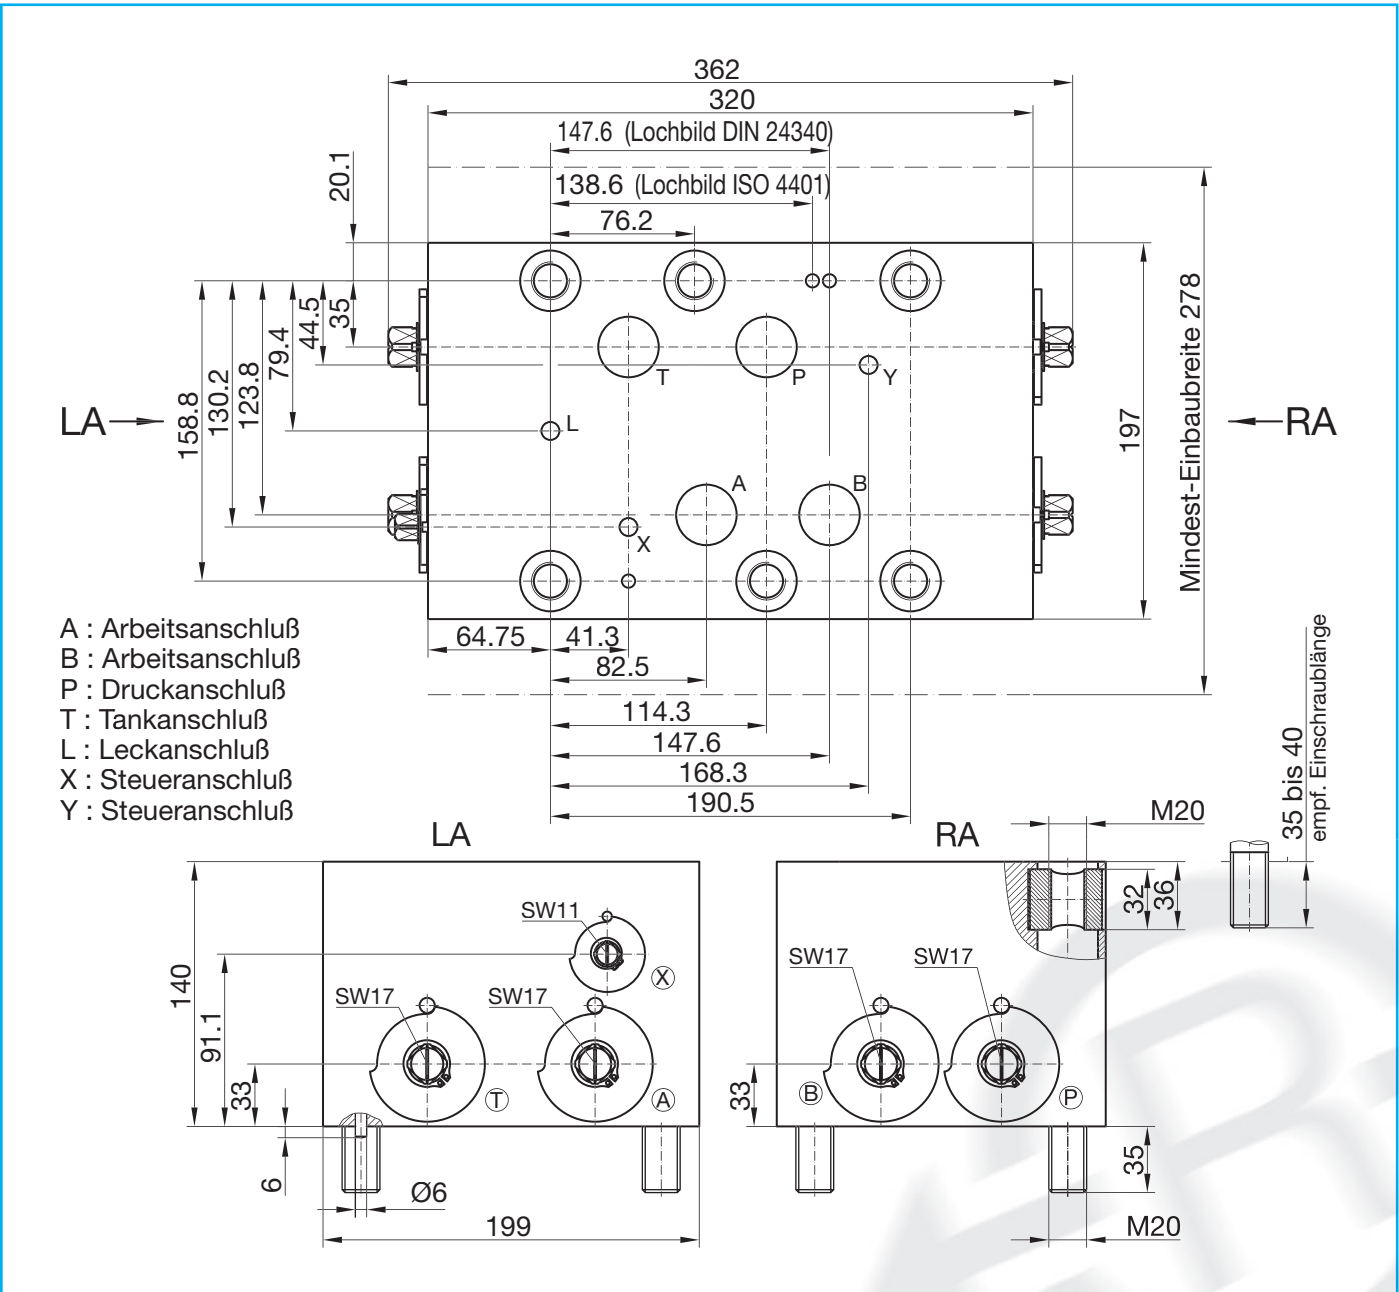 362
320
147.6 (Lochbild DIN 24340)
20.1
138.6 (Lochbild ISO 4401)
76.2
158.8
130.2
123.8
79.4
44.5
35
T
P
Y
L
A
B
X
LA
RA
197
Mindest-Einbaubreite 278
64.75
41.3
82.5
114.3
147.6
168.3
190.5
A : Arbeitsanschluß
B : Arbeitsanschluß
P : Druckanschluß
T : Tankanschluß
L : Leckanschluß
X : Steueranschluß
Y : Steueranschluß
35 bis 40
empf. Einschraublänge
LA
140
91.1
33
SW11
SW17
SW17
X
T
A
6
Ø6
199
RA
M20
32
36
SW17
SW17
33
B
P
35
M20